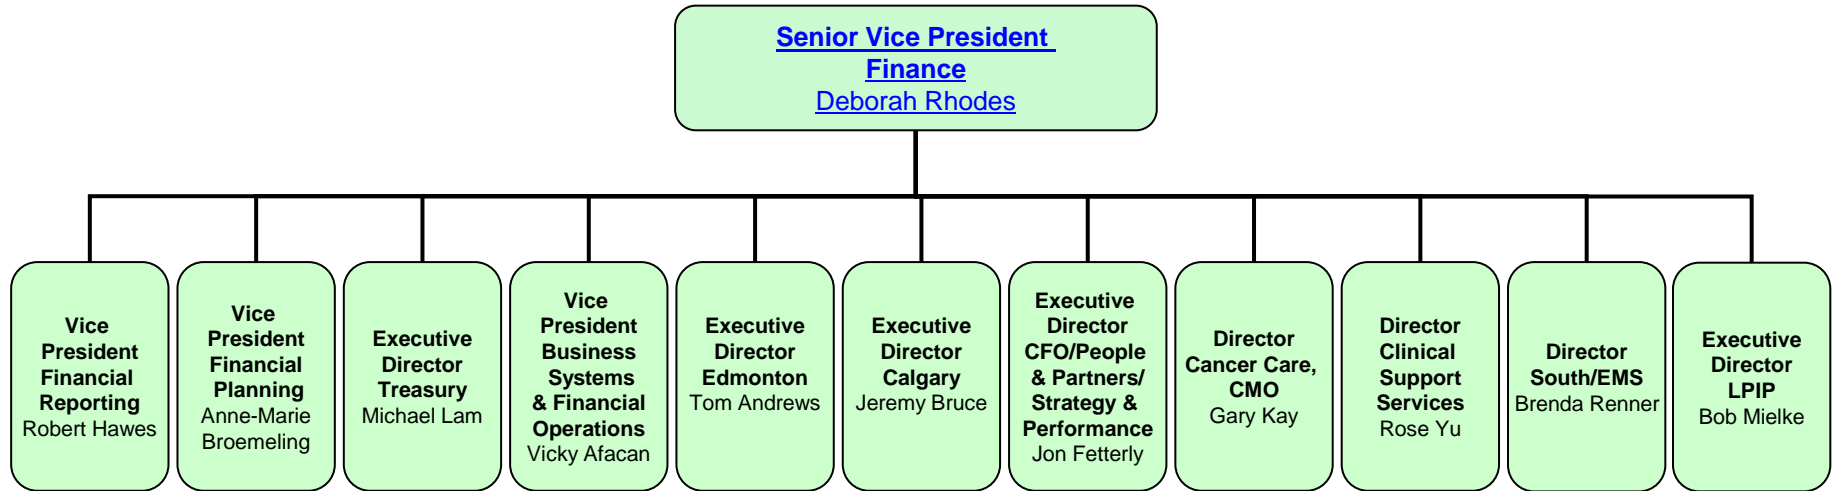 Senior Vice President
Finance
Deborah Rhodes
Vice
President
Financial
Reporting
Robert Hawes
Vice
President
Financial
Planning
Anne-Marie
Broemeling
Executive
Director
Treasury
Michael Lam
Vice
President
Business
Systems
& Financial
Operations
Vicky Afacan
Executive
Director
Edmonton
Tom Andrews
Executive
Director
Calgary
Jeremy Bruce
Executive
Director
CFO/People
& Partners/
Strategy &
Performance
Jon Fetterly
Director
Cancer Care,
CMO
Gary Kay
Director
Clinical
Support
Services
Rose Yu
Director
South/EMS
Brenda Renner
Executive
Director
LPIP
Bob Mielke